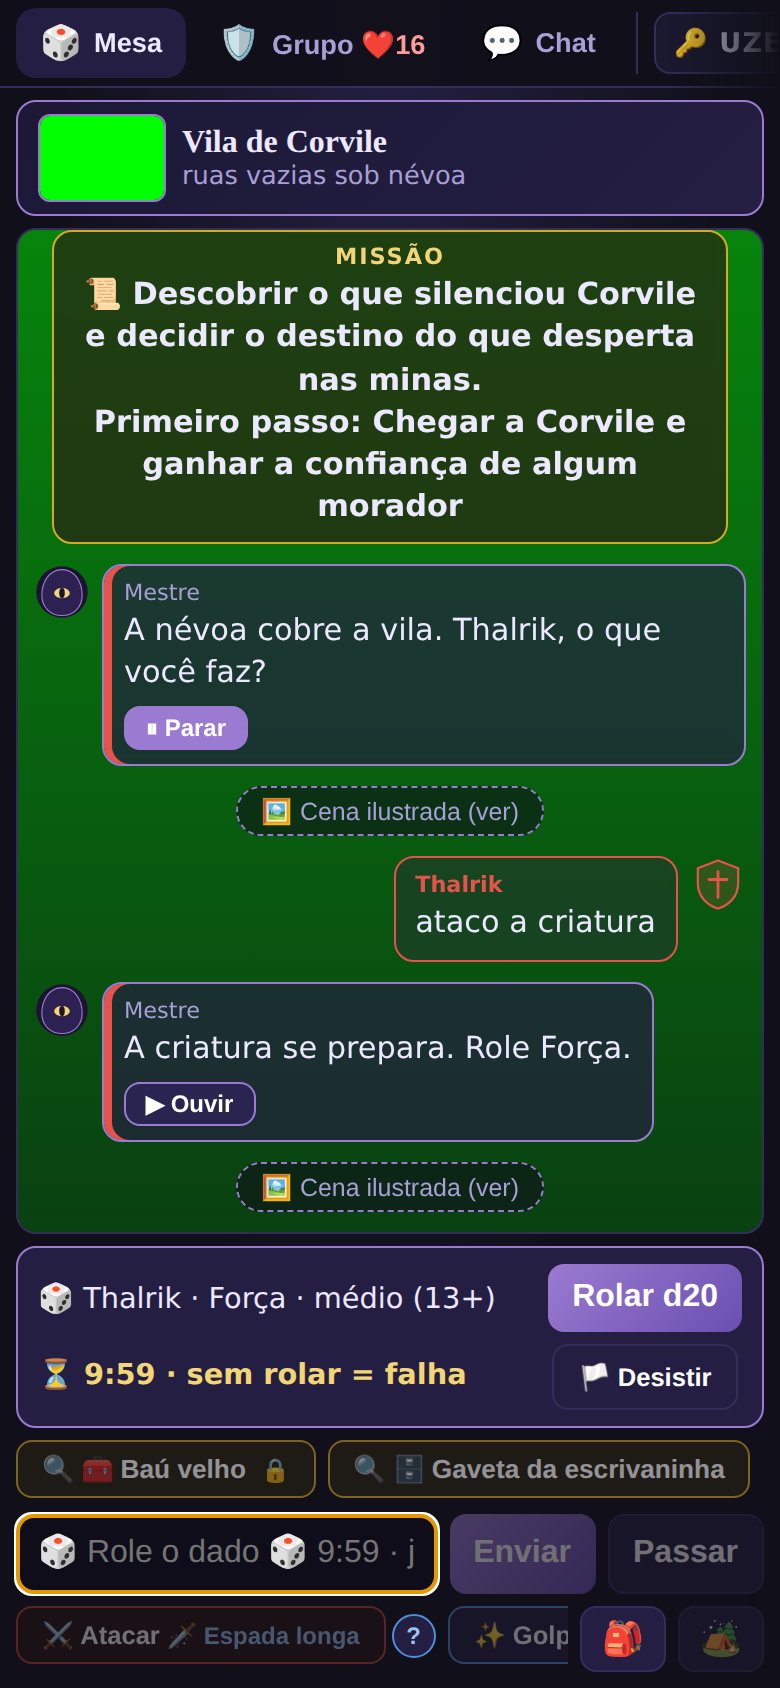 🎲 Mesa 🛡️ Grupo ❤️16 💬 Chat 🔑
Vila de Corvile
ruas vazias sob névoa
MISSÃO
📜 Descobrir o que silenciou Corvile
e decidir o destino do que desperta
nas minas.
Primeiro passo: Chegar a Corvile e
ganhar a confiança de algum
morador
Mestre
A névoa cobre a vila. Thalrik, o que
você faz?
⏸ Parar
🖼️ Cena ilustrada (ver)
Thalrik
ataco a criatura
Mestre
A criatura se prepara. Role Força.
▶ Ouvir
🖼️ Cena ilustrada (ver)
🎲 Thalrik · Força · médio (13+) Rolar d20
⏳ 9:59 · sem rolar = falha 🏳️ Desistir
🔍 🧰 Baú velho 🔒 🔍 🗄️ Gaveta da escrivaninha
🎲 Role o dado 🎲 9:59 · j Enviar Passar
⚔️ Atacar 🗡️ Espada longa ? ✨ Golp 🎒 🏕️